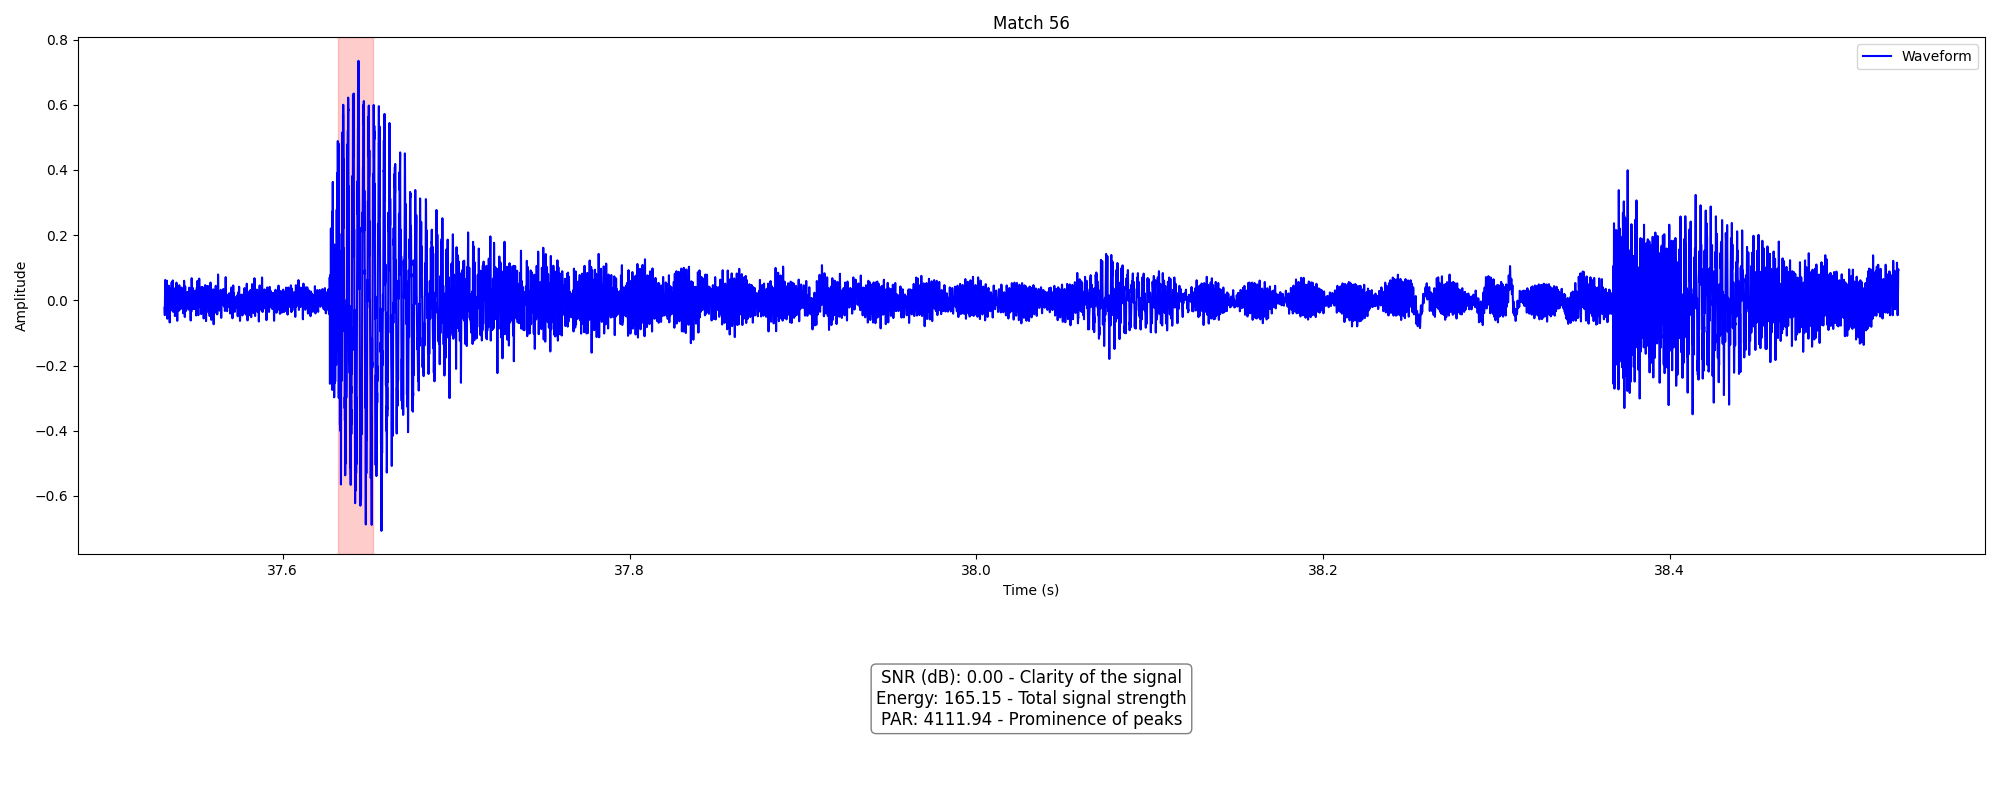 Match 56
Waveform
Amplitude
0.8
0.6
0.4
0.2
0.0
−0.2
−0.4
−0.6
37.6
37.8
38.0
38.2
38.4
Time (s)
SNR (dB): 0.00 - Clarity of the signal
Energy: 165.15 - Total signal strength
PAR: 4111.94 - Prominence of peaks